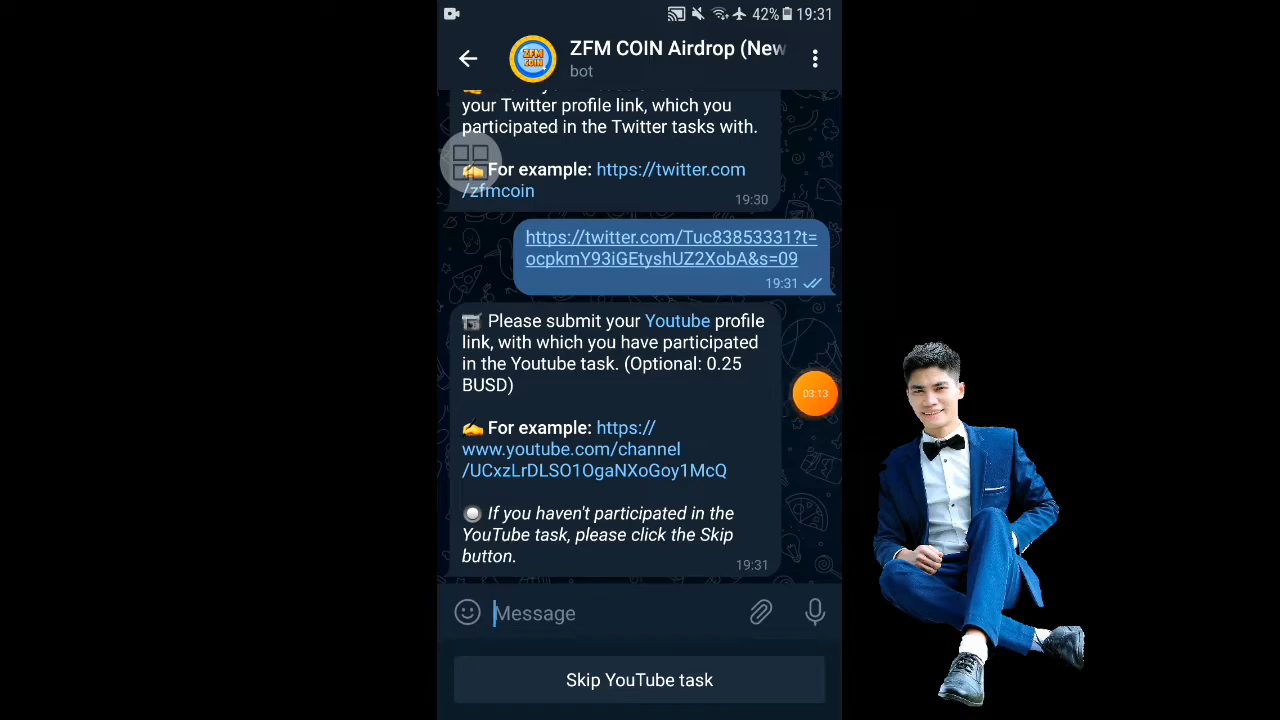 42% 19:31
ZFM COIN Airdrop (New
bot
your Twitter profile link, which you
participated in the Twitter tasks with.
✍️ For example: https://twitter.com
/zfmcoin
19:30
https://twitter.com/Tuc83853331?t=
ocpkmY93iGEtyshUZ2XobA&s=09
19:31
Please submit your Youtube profile
link, with which you have participated
in the Youtube task. (Optional: 0.25
BUSD)
03:13
✍️ For example: https://
www.youtube.com/channel
/UCxzLrDLSO1OgaNXoGoy1McQ
If you haven't participated in the
YouTube task, please click the Skip
button.
19:31
Message
Skip YouTube task